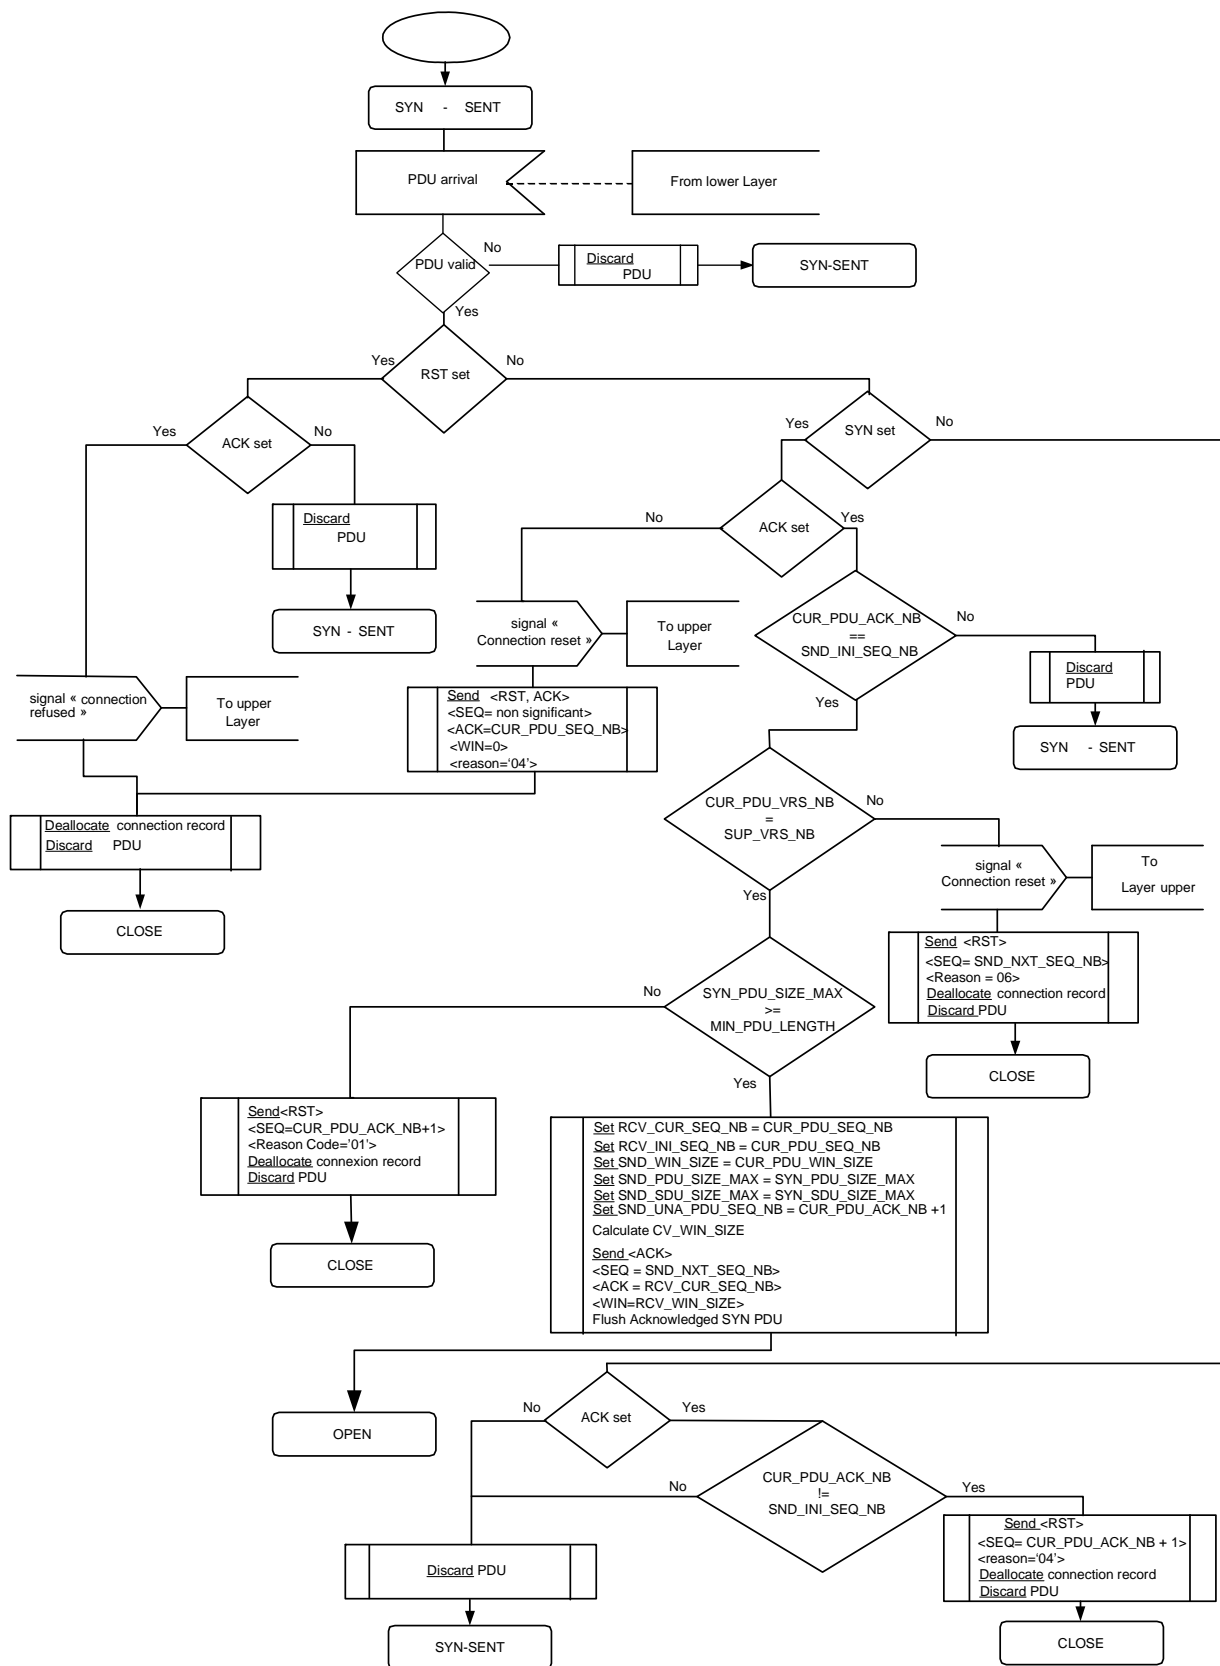 SYN - SENT
PDU arrival
From lower Layer
PDU valid
No
Discard
PDU
SYN-SENT
Yes
Yes
RST set
No
Yes
ACK set
No
Yes
SYN set
No
Discard
PDU
No
ACK set
Yes
SYN - SENT
signal «
Connection reset »
To upper
Layer
CUR_PDU_ACK_NB
==
SND_INI_SEQ_NB
No
Discard
PDU
Yes
SYN - SENT
signal « connection
refused »
To upper
Layer
Send <RST, ACK>
<SEQ= non significant>
<ACK=CUR_PDU_SEQ_NB>
<WIN=0>
<reason=‘04’>
Deallocate connection record
Discard PDU
CLOSE
CUR_PDU_VRS_NB
=
SUP_VRS_NB
No
Yes
signal «
Connection reset »
To
Layer upper
Send <RST>
<SEQ= SND_NXT_SEQ_NB>
<Reason = 06>
Deallocate connection record
Discard PDU
CLOSE
No
SYN_PDU_SIZE_MAX
>=
MIN_PDU_LENGTH
Yes
Send<RST>
<SEQ=CUR_PDU_ACK_NB+1>
<Reason Code=‘01’>
Deallocate connexion record
Discard PDU
CLOSE
Set RCV_CUR_SEQ_NB = CUR_PDU_SEQ_NB
Set RCV_INI_SEQ_NB = CUR_PDU_SEQ_NB
Set SND_WIN_SIZE = CUR_PDU_WIN_SIZE
Set SND_PDU_SIZE_MAX = SYN_PDU_SIZE_MAX
Set SND_SDU_SIZE_MAX = SYN_SDU_SIZE_MAX
Set SND_UNA_PDU_SEQ_NB = CUR_PDU_ACK_NB +1
Calculate CV_WIN_SIZE
Send <ACK>
<SEQ = SND_NXT_SEQ_NB>
<ACK = RCV_CUR_SEQ_NB>
<WIN=RCV_WIN_SIZE>
Flush Acknowledged SYN PDU
OPEN
No
ACK set
Yes
No
CUR_PDU_ACK_NB
!=
SND_INI_SEQ_NB
Yes
Send <RST>
<SEQ= CUR_PDU_ACK_NB + 1>
<reason=‘04’>
Deallocate connection record
Discard PDU
CLOSE
Discard PDU
SYN-SENT